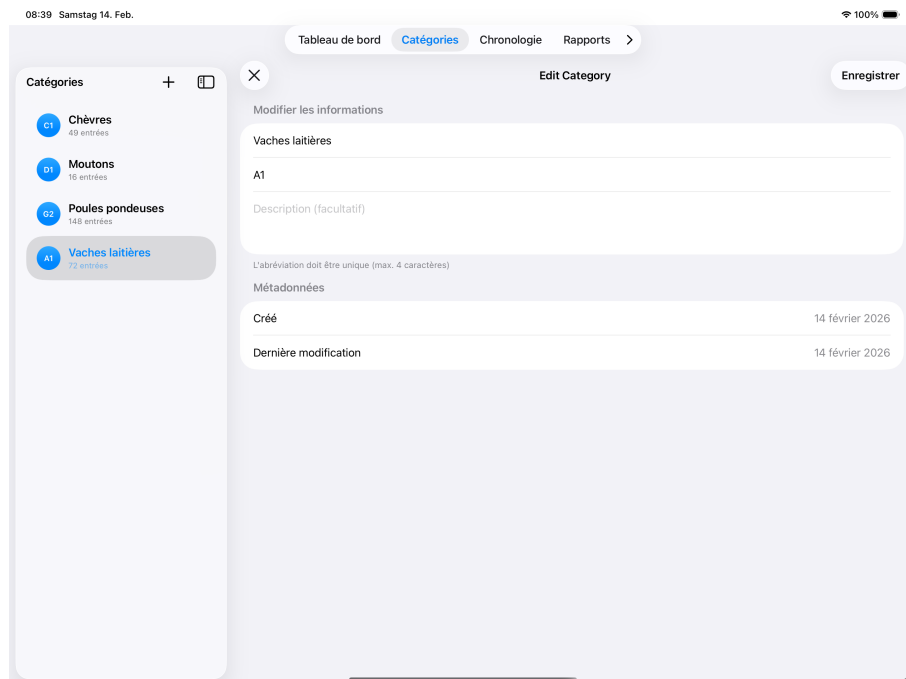 08:39 Samstag 14. Feb.
100%
Tableau de bord Catégories Chronologie Rapports
Catégories
Edit Category
Enregistrer
C1 Chèvres
49 entrées
D1 Moutons
16 entrées
G2 Poules pondeuses
148 entrées
A1 Vaches laitières
72 entrées
Modifier les informations
Vaches laitières
A1
Description (facultatif)
L'abréviation doit être unique (max. 4 caractères)
Métadonnées
Créé 14 février 2026
Dernière modification 14 février 2026